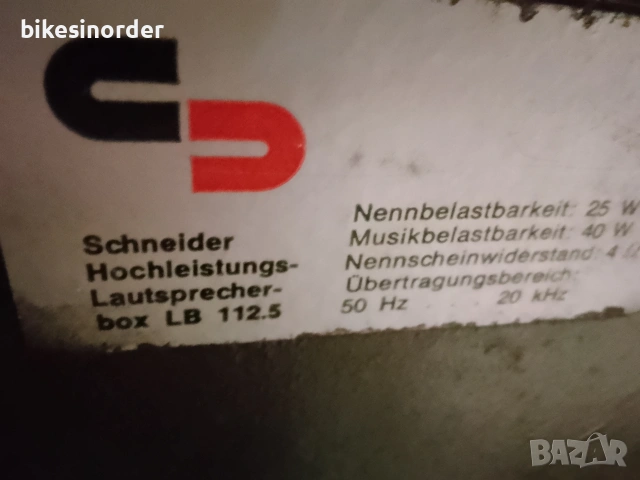 bikesinorder
Schneider
Hochleistungs-
Lautsprecher-
box LB 112.5
Nennbelastbarkeit: 25 W
Musikbelastbarkeit: 40 W
Nennscheinwiderstand: 4 Ω
Übertragungsbereich:
50 Hz 20 kHz
BAZAR